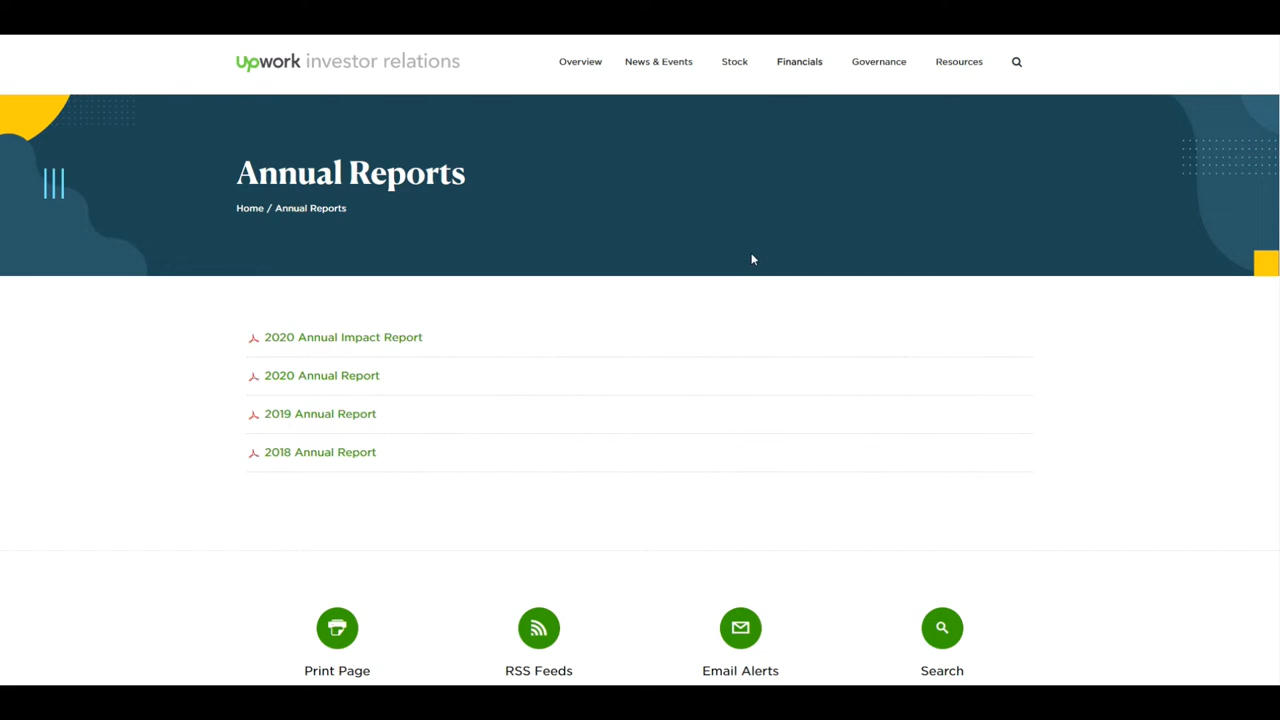 upwork investor relations
Overview News & Events Stock Financials Governance Resources
Annual Reports
Home / Annual Reports
2020 Annual Impact Report
2020 Annual Report
2019 Annual Report
2018 Annual Report
Print Page RSS Feeds Email Alerts Search